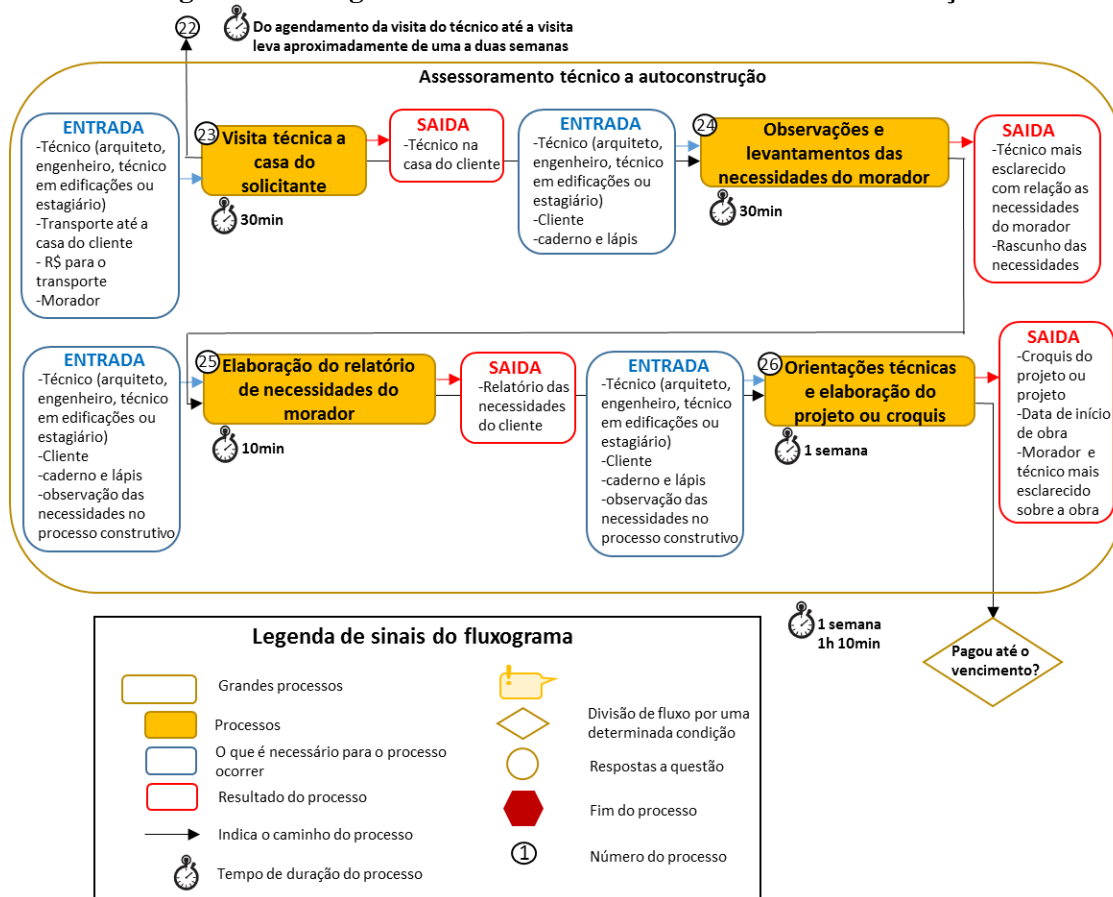 22
Do agendamento da visita do técnico até a visita
leva aproximadamente de uma a duas semanas
Assessoramento técnico a autoconstrução
ENTRADA
-Técnico (arquiteto,
engenheiro, técnico
em edificações ou
estagiário)
-Transporte até a
casa do cliente
- R$ para o
transporte
-Morador
23
Visita técnica a
casa do
solicitante
30min
SAIDA
-Técnico na
casa do cliente
ENTRADA
-Técnico (arquiteto,
engenheiro, técnico
em edificações ou
estagiário)
-Cliente
-caderno e lápis
24
Observações e
levantamentos das
necessidades do morador
30min
SAIDA
-Técnico mais
esclarecido
com relação as
necessidades
do morador
-Rascunho das
necessidades
ENTRADA
-Técnico (arquiteto,
engenheiro, técnico
em edificações ou
estagiário)
-Cliente
-caderno e lápis
-observação das
necessidades no
processo construtivo
25
Elaboração do relatório
de necessidades do
morador
10min
SAIDA
-Relatório das
necessidades
do cliente
ENTRADA
-Técnico (arquiteto,
engenheiro, técnico
em edificações ou
estagiário)
-Cliente
-caderno e lápis
-observação das
necessidades no
processo construtivo
26
Orientações técnicas
e elaboração do
projeto ou croquis
1 semana
SAIDA
-Croquis do
projeto ou
projeto
-Data de início
de obra
-Morador e
técnico mais
esclarecido
sobre a obra
1 semana
1h 10min
Pagou até o
vencimento?
Legenda de sinais do fluxograma
Grandes processos
Processos
O que é necessário para o processo
ocorrer
Resultado do processo
Indica o caminho do processo
Tempo de duração do processo
Divisão de fluxo por uma
determinada condição
Respostas a questão
Fim do processo
1
Número do processo